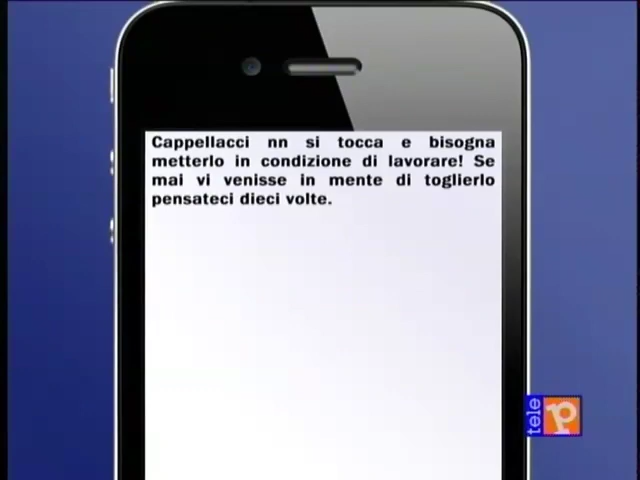 Cappellacci nn si tocca e bisogna
metterlo in condizione di lavorare! Se
mai vi venisse in mente di toglierlo
pensateci dieci volte.
tele
p